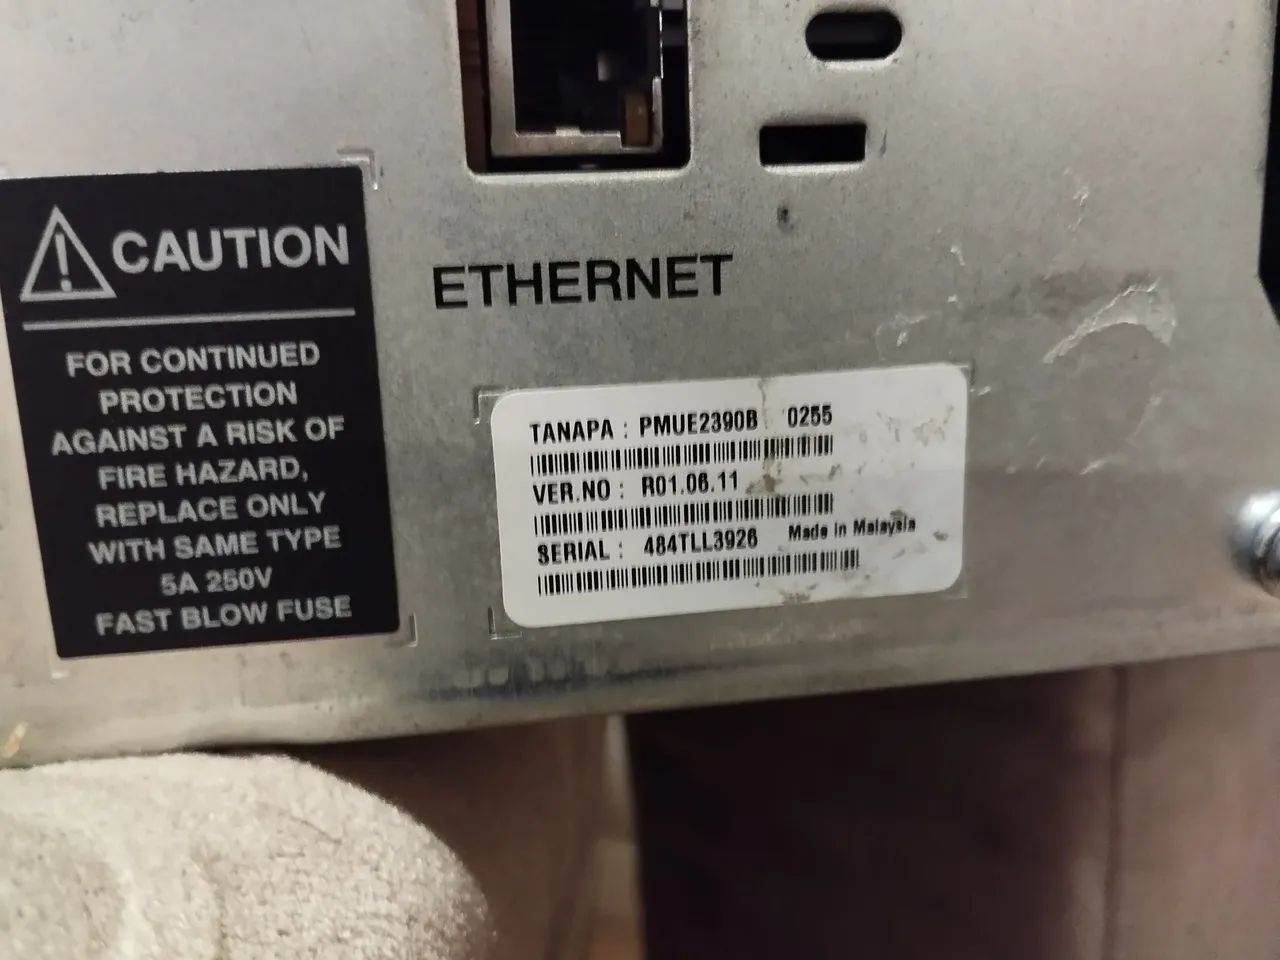 CAUTION
FOR CONTINUED
PROTECTION
AGAINST A RISK OF
FIRE HAZARD,
REPLACE ONLY
WITH SAME TYPE
5A 250V
FAST BLOW FUSE
ETHERNET
TANAPA : PMUE2390B 0255
VER.NO : R01.06.11
SERIAL : 484TLL3926 Made in Malaysia